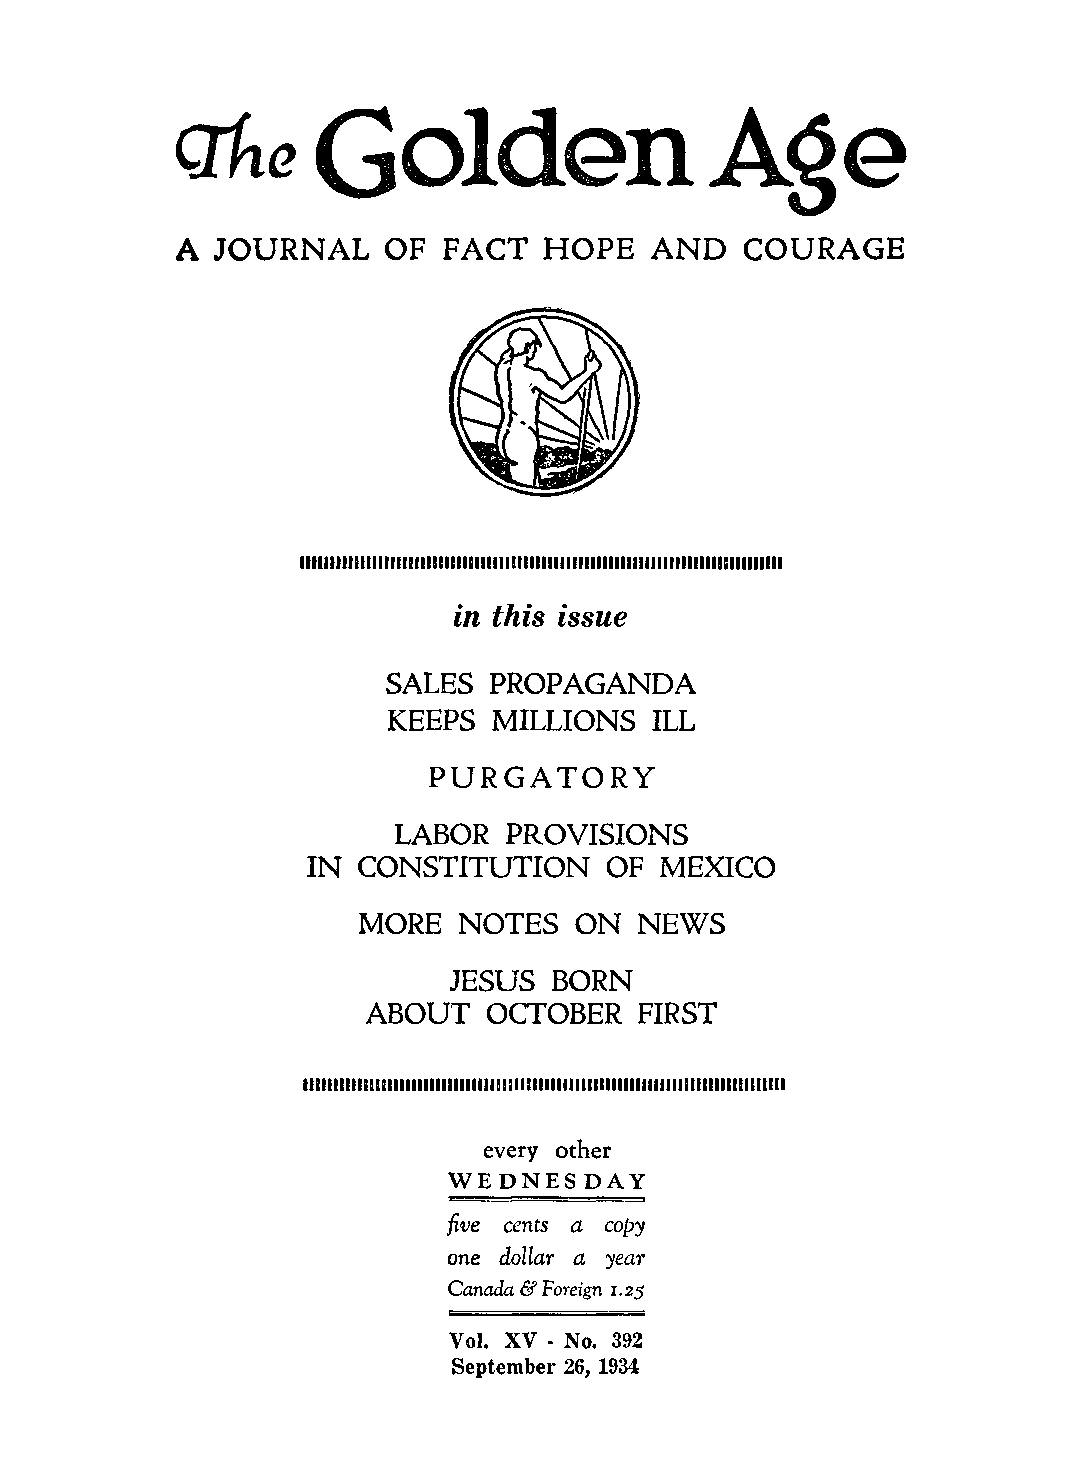 The Golden Age
A JOURNAL OF FACT HOPE AND COURAGE
in this issue
SALES PROPAGANDA
KEEPS MILLIONS ILL
PURGATORY
LABOR PROVISIONS
IN CONSTITUTION OF MEXICO
MORE NOTES ON NEWS
JESUS BORN
ABOUT OCTOBER FIRST
every other
WEDNESDAY
five cents a copy
one dollar a year
Canada & Foreign 1.25
Vol. XV - No. 392
September 26, 1934